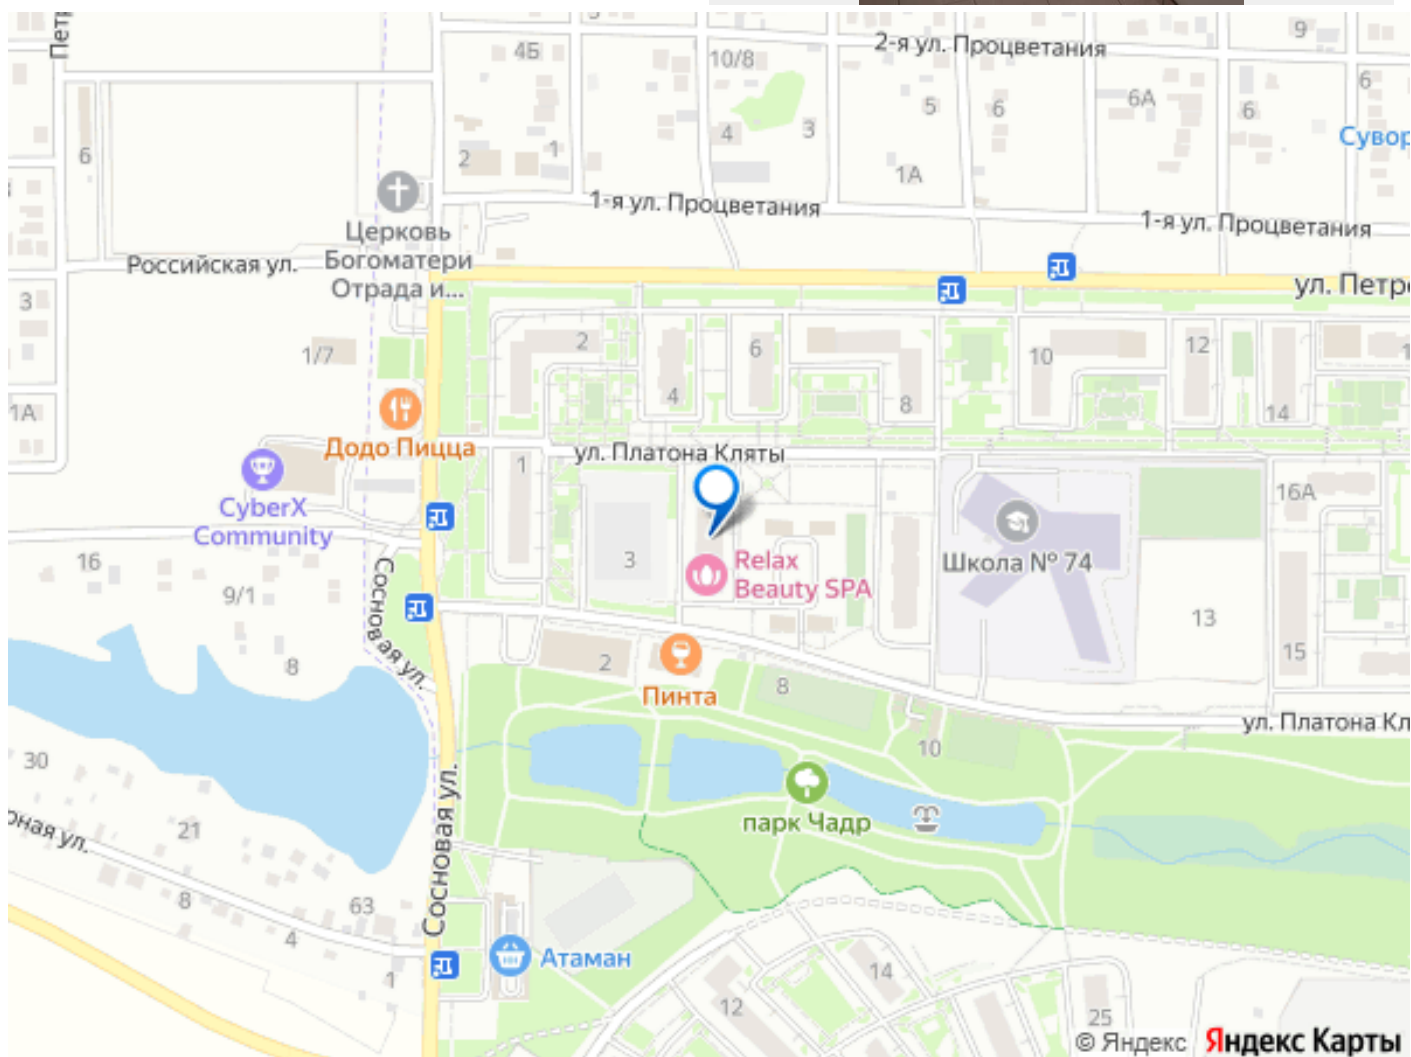 Петр
4Б
10/8
2-я ул. Процветания
9
6
6А
6
5
6
Сувор
4
3
6
2
1
1А
1-я ул. Процветания
1-я ул. Процветания
Церковь
Богоматери
Отрада и...
Российская ул.
ул. Петро
3
1/7
2
6
10
12
1А
4
8
14
Додо Пицца
ул. Платона Кляты
1
16А
CyberX
Community
16
3
Relax
Beauty SPA
Школа № 74
9/1
Сосновая ул.
13
8
2
15
Пинта
8
10
ул. Платона Кл
30
парк Чадр
рная ул.
21
Сосновая ул.
8
63
4
1
Атаман
14
12
25
© Яндекс
Яндекс Карты